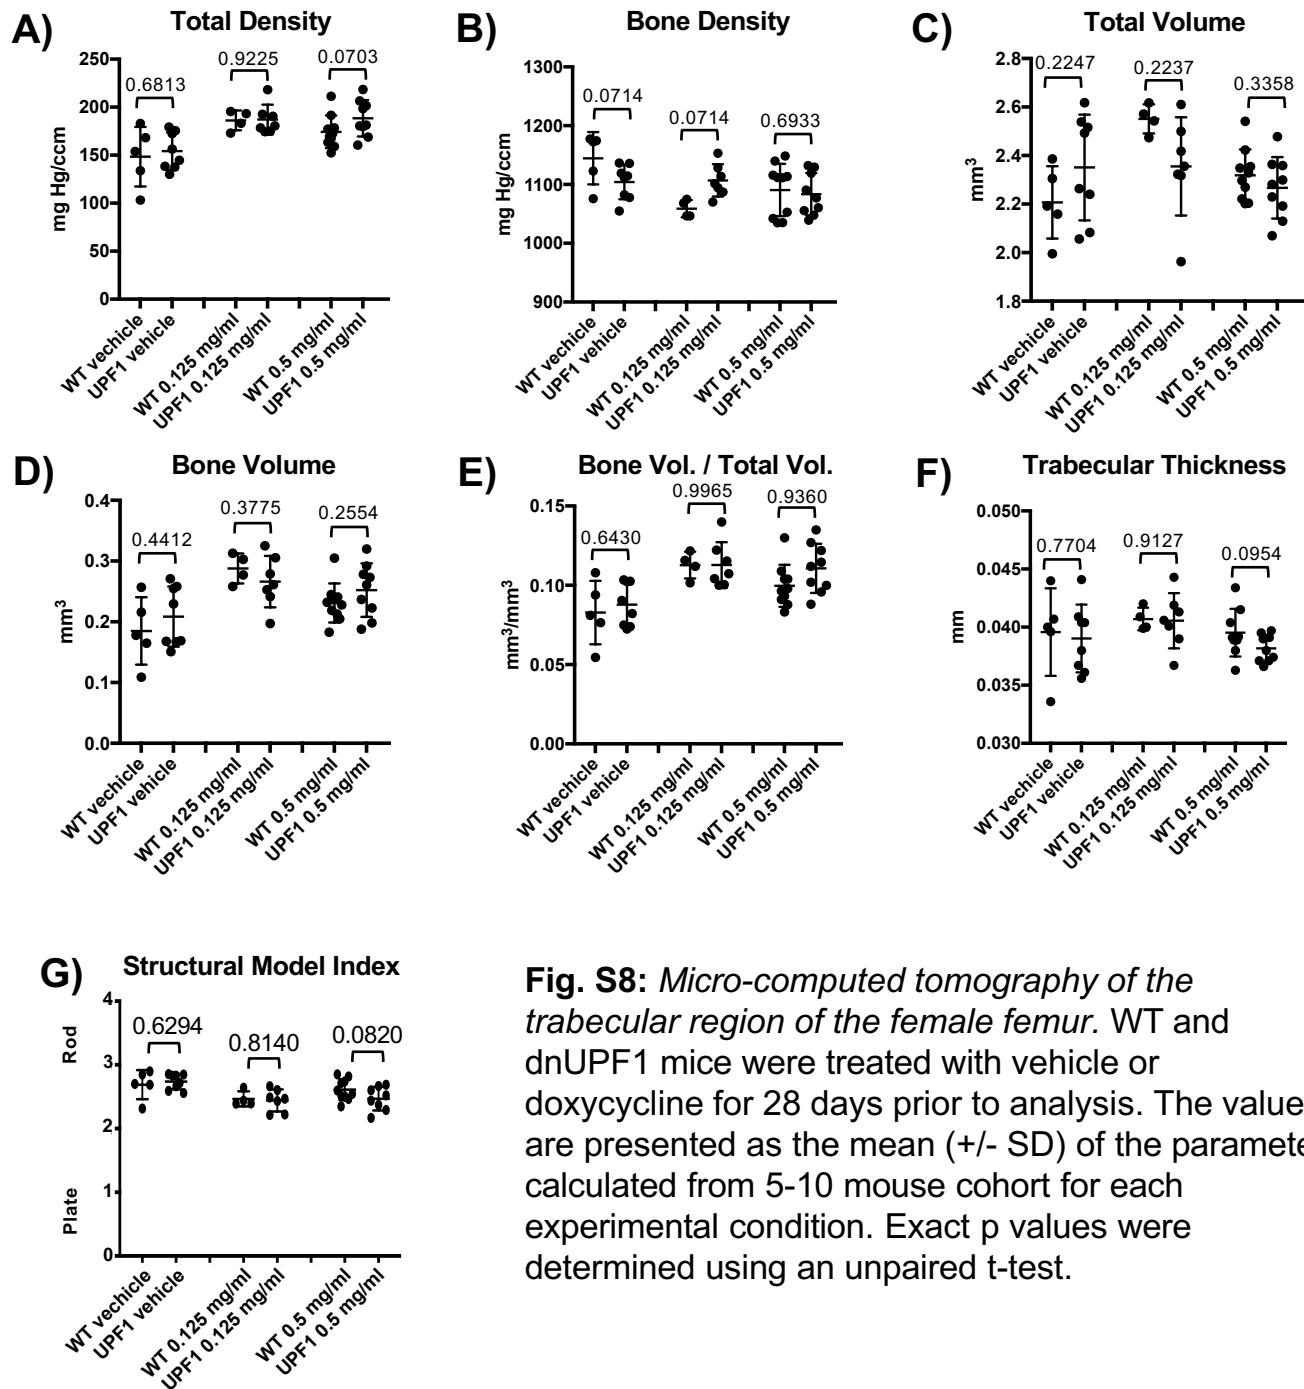 A) Total Density
0.6813 0.9225 0.0703
250
200
150
100
50
0
mg Hg/ccm
WT vechicle
UPF1 vehicle
WT 0.125 mg/ml
UPF1 0.125 mg/ml
WT 0.5 mg/ml
UPF1 0.5 mg/ml
B) Bone Density
0.0714 0.0714 0.6933
1300
1200
1100
1000
900
mg Hg/ccm
WT vechicle
UPF1 vehicle
WT 0.125 mg/ml
UPF1 0.125 mg/ml
WT 0.5 mg/ml
UPF1 0.5 mg/ml
C) Total Volume
0.2247 0.2237 0.3358
2.8
2.6
2.4
2.2
2.0
1.8
mm³
WT vechicle
UPF1 vehicle
WT 0.125 mg/ml
UPF1 0.125 mg/ml
WT 0.5 mg/ml
UPF1 0.5 mg/ml
D) Bone Volume
0.4412 0.3775 0.2554
0.4
0.3
0.2
0.1
0.0
mm³
WT vechicle
UPF1 vehicle
WT 0.125 mg/ml
UPF1 0.125 mg/ml
WT 0.5 mg/ml
UPF1 0.5 mg/ml
E) Bone Vol. / Total Vol.
0.6430 0.9965 0.9360
0.15
0.10
0.05
0.00
mm³/mm³
WT vechicle
UPF1 vehicle
WT 0.125 mg/ml
UPF1 0.125 mg/ml
WT 0.5 mg/ml
UPF1 0.5 mg/ml
F) Trabecular Thickness
0.7704 0.9127 0.0954
0.050
0.045
0.040
0.035
0.030
mm
WT vechicle
UPF1 vehicle
WT 0.125 mg/ml
UPF1 0.125 mg/ml
WT 0.5 mg/ml
UPF1 0.5 mg/ml
G) Structural Model Index
0.6294 0.8140 0.0820
4
3
2
1
0
Rod
Plate
WT vechicle
UPF1 vehicle
WT 0.125 mg/ml
UPF1 0.125 mg/ml
WT 0.5 mg/ml
UPF1 0.5 mg/ml
Fig. S8: Micro-computed tomography of the
trabecular region of the female femur. WT and
dnUPF1 mice were treated with vehicle or
doxycycline for 28 days prior to analysis. The value
are presented as the mean (+/- SD) of the paramete
calculated from 5-10 mouse cohort for each
experimental condition. Exact p values were
determined using an unpaired t-test.